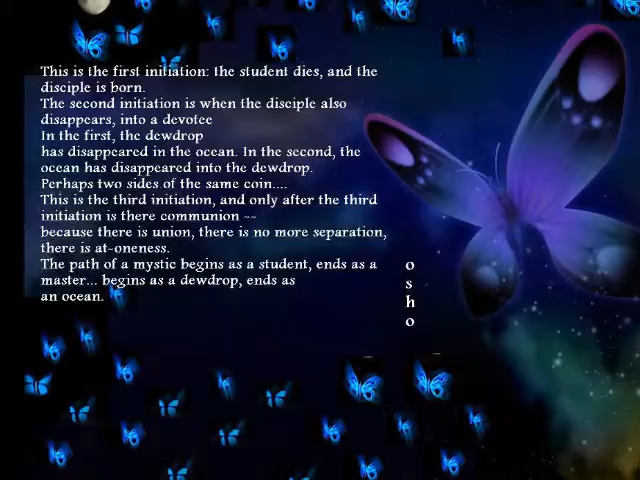 This is the first initiation: the student dies, and the
disciple is born.
The second initiation is when the disciple also
disappears, into a devotee
In the first, the dewdrop
has disappeared in the ocean. In the second, the
ocean has disappeared into the dewdrop.
Perhaps two sides of the same coin....
This is the third initiation, and only after the third
initiation is there communion ~~
because there is union, there is no more separation,
there is at-oneness.
The path of a mystic begins as a student, ends as a
master... begins as a dewdrop, ends as
an ocean.
o
s
h
o